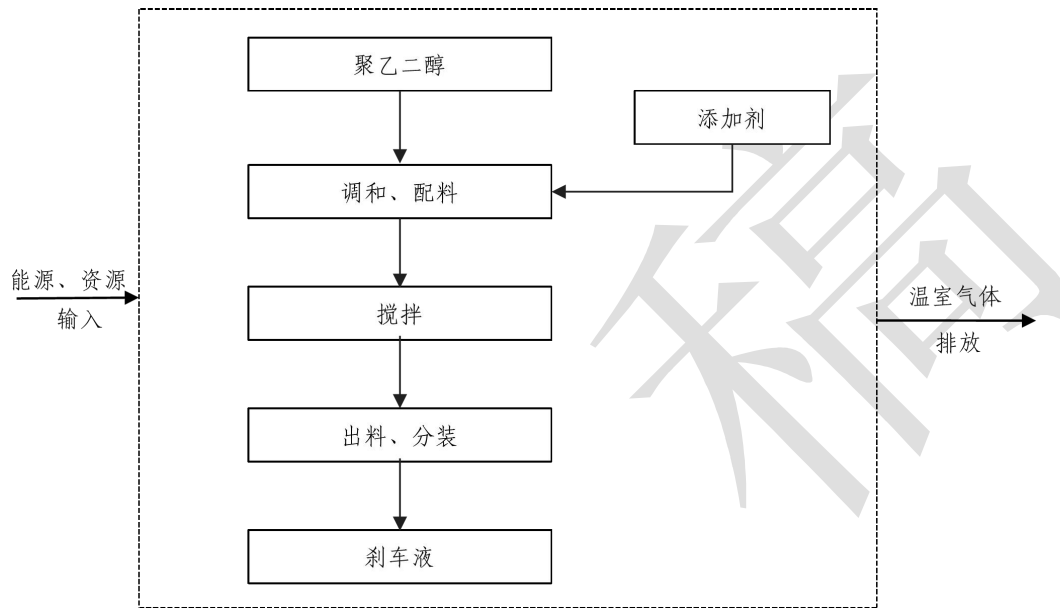 聚乙二醇
添加剂
调和、配料
能源、资源
输入
搅拌
温室气体
排放
出料、分装
刹车液
稿